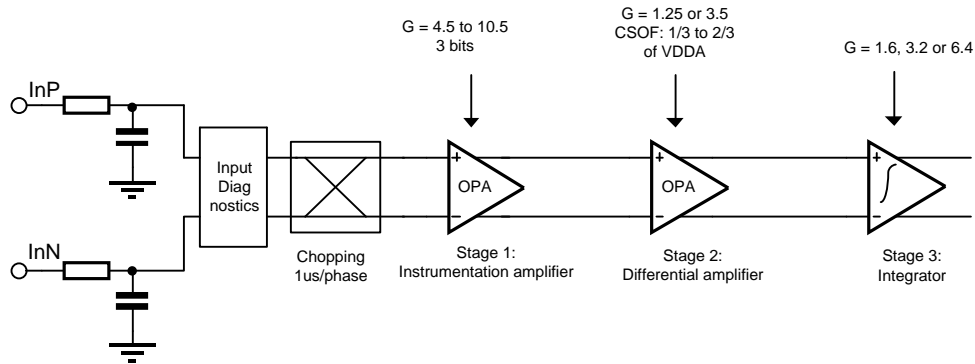 G = 4.5 to 10.5
3 bits
G = 1.25 or 3.5
CSOF: 1/3 to 2/3
of VDDA
G = 1.6, 3.2 or 6.4
InP
InN
Input
Diag
nostics
Chopping
1us/phase
+
OPA
−
Stage 1:
Instrumentation amplifier
+
OPA
−
Stage 2:
Differential amplifier
+
∫
−
Stage 3:
Integrator